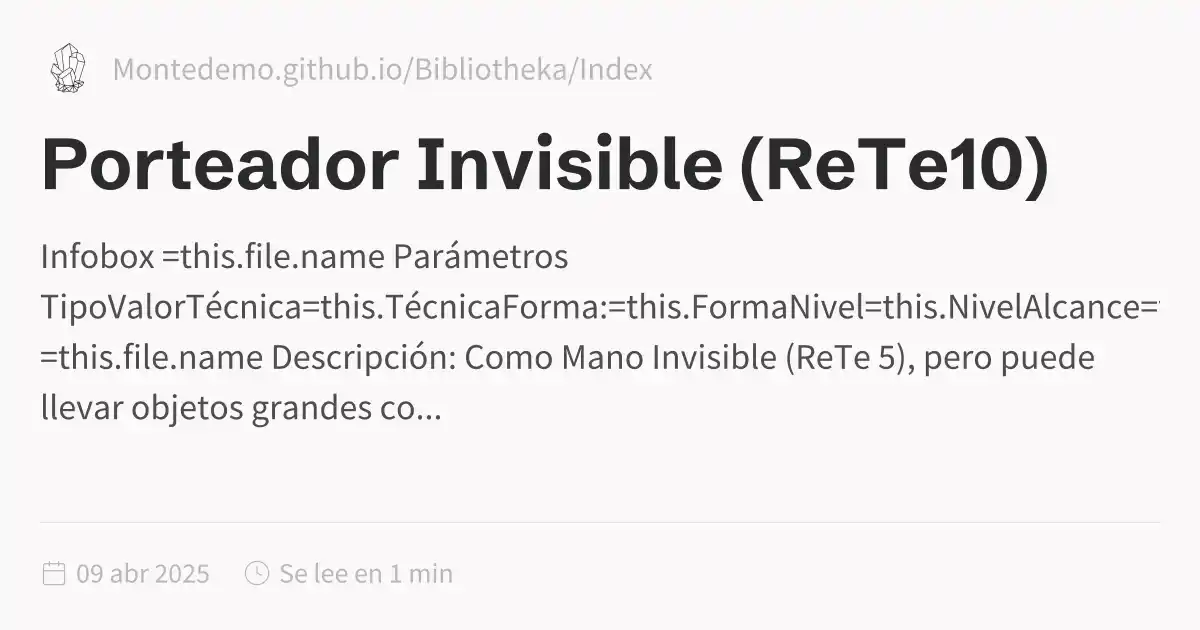 Montedemo.github.io/Bibliotheka/Index
Porteador Invisible (ReTe10)
Infobox =this.file.name Parámetros
TipoValorTécnica=this.TécnicaForma:=this.FormaNivel=this.NivelAlcance=
=this.file.name Descripción: Como Mano Invisible (ReTe 5), pero puede
llevar objetos grandes co...
09 abr 2025 Se lee en 1 min